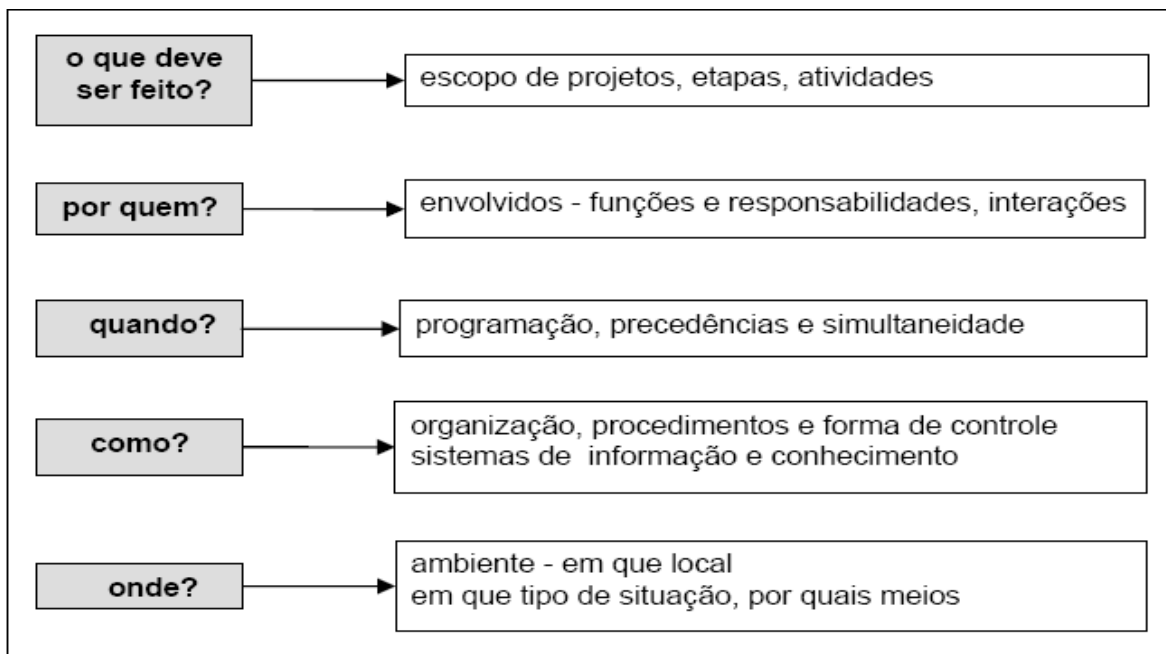 o que deve
ser feito?
escopo de projetos, etapas, atividades
por quem?
envolvidos - funções e responsabilidades, interações
quando?
programação, precedências e simultaneidade
como?
organização, procedimentos e forma de controle
sistemas de informação e conhecimento
onde?
ambiente - em que local
em que tipo de situação, por quais meios